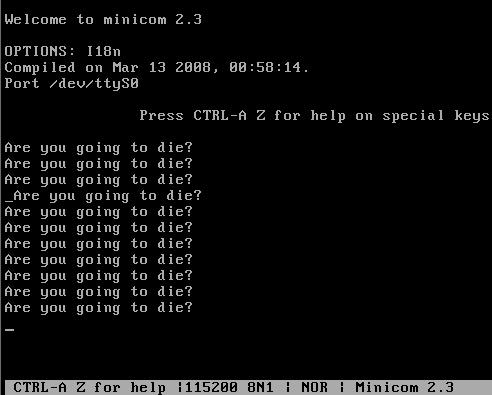 Welcome to minicom 2.3
OPTIONS: I18n
Compiled on Mar 13 2008, 00:58:14.
Port /dev/ttyS0
Press CTRL-A Z for help on special keys
Are you going to die?
Are you going to die?
Are you going to die?
_Are you going to die?
Are you going to die?
Are you going to die?
Are you going to die?
Are you going to die?
Are you going to die?
Are you going to die?
Are you going to die?
_
CTRL-A Z for help |115200 8N1 | NOR | Minicom 2.3